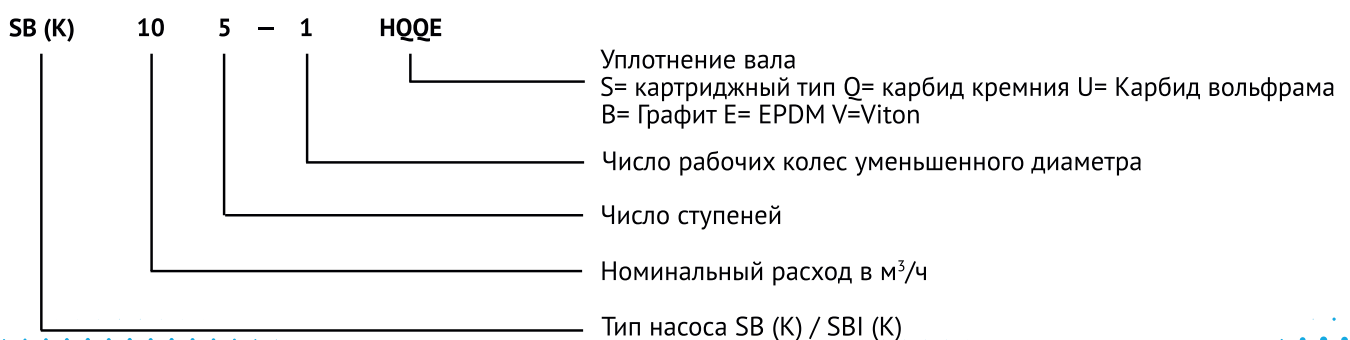 SB (K) 10 5 – 1 HQQE
Уплотнение вала
S= картриджный тип Q= карбид кремния U= Карбид вольфрама
B= Графит E= EPDM V=Viton
Число рабочих колес уменьшенного диаметра
Число ступеней
Номинальный расход в м³/ч
Тип насоса SB (K) / SBI (K)